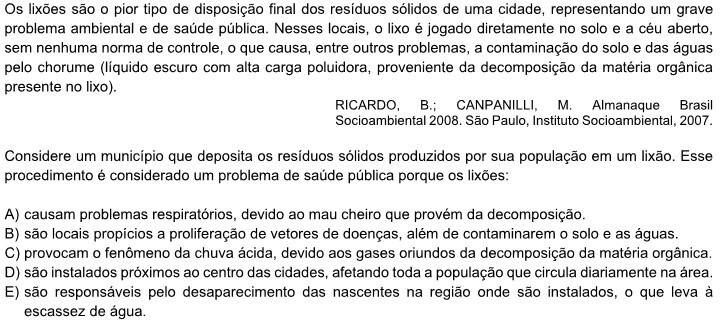 Os lixões são o pior tipo de disposição final dos resíduos sólidos de uma cidade, representando um grave
problema ambiental e de saúde pública. Nesses locais, o lixo é jogado diretamente no solo e a céu aberto,
sem nenhuma norma de controle, o que causa, entre outros problemas, a contaminação do solo e das águas
pelo chorume (líquido escuro com alta carga poluidora, proveniente da decomposição da matéria orgânica
presente no lixo).
RICARDO, B.; CANPANILLI, M. Almanaque Brasil
Socioambiental 2008. São Paulo, Instituto Socioambiental, 2007.
Considere um município que deposita os resíduos sólidos produzidos por sua população em um lixão. Esse
procedimento é considerado um problema de saúde pública porque os lixões:
A) causam problemas respiratórios, devido ao mau cheiro que provém da decomposição.
B) são locais propícios a proliferação de vetores de doenças, além de contaminarem o solo e as águas.
C) provocam o fenômeno da chuva ácida, devido aos gases oriundos da decomposição da matéria orgânica.
D) são instalados próximos ao centro das cidades, afetando toda a população que circula diariamente na área.
E) são responsáveis pelo desaparecimento das nascentes na região onde são instalados, o que leva à
escassez de água.